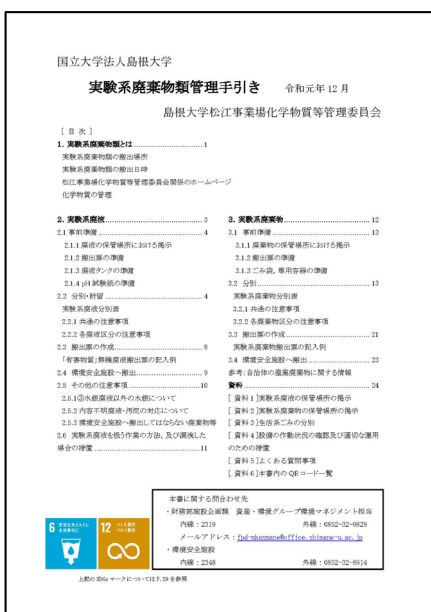 国立大学法人島根大学
実験系廃棄物類管理手引き 令和元年12月
島根大学松江事業場化学物質等管理委員会
[ 目 次 ]
1. 実験系廃棄物類とは 1
実験系廃棄物類の搬出場所
実験系廃棄物類の搬出日時
松江事業場化学物質等管理委員会関係のホームページ
化学物質の管理
2. 実験系廃液 3
2.1 事前準備 4
2.1.1 廃液の保管場所における掲示
2.1.2 搬出票の準備
2.1.3 廃液タンクの準備
2.1.4 pH 試験紙の準備
2.2 分別・貯留 4
実験系廃液分別表
2.2.1 共通の注意事項
2.2.2 各廃液区分の注意事項
2.3 搬出票の作成 8
「有害物質」無機廃液搬出票の記入例
2.4 環境安全施設へ搬出 9
2.5 その他の注意事項 10
2.5.1③水銀廃液以外の水銀について
2.5.2 内容不明廃液・汚泥の対応について
2.5.3 環境安全施設へ搬出してはならない廃棄物等
2.6 実験系廃液を扱う作業の方法, 及び漏洩した
場合の措置 11
3. 実験系廃棄物 12
3.1 事前準備 13
3.1.1 廃棄物の保管場所における掲示
3.1.2 搬出票の準備
3.1.3 ごみ袋, 専用容器の準備
3.2 分別 13
実験系廃棄物分別表
3.2.1 共通の注意事項
3.2.2 各廃棄物区分の注意事項
3.3 搬出票の作成 21
実験系廃棄物搬出票の記入例
3.4 環境安全施設へ搬出 23
参考: 自治体の産業廃棄物に関する情報
資料 24
[ 資料 1 ]実験系廃液の保管場所の掲示
[ 資料 2 ]実験系廃棄物の保管場所の掲示
[ 資料 3 ]生活系ごみの分別
[ 資料 4 ]設備の作動状況の確認及び適切な運用
のための措置
[ 資料 5 ]よくある質問事項
[ 資料 6 ]本書内の QR コード一覧
本書に関する問合わせ先
・財務部施設企画課 資産・環境グループ環境マネジメント担当
内線：2319 外線：0852-32-9829
メールアドレス：fpd-mkanmane@office.shimane-u.ac.jp
・環境安全施設
内線：2348 外線：0852-32-8914
6 安全な水とトイレ
を世界中に
12 つくる責任
つかう責任
上記の SDGs マークについては P.29 を参照